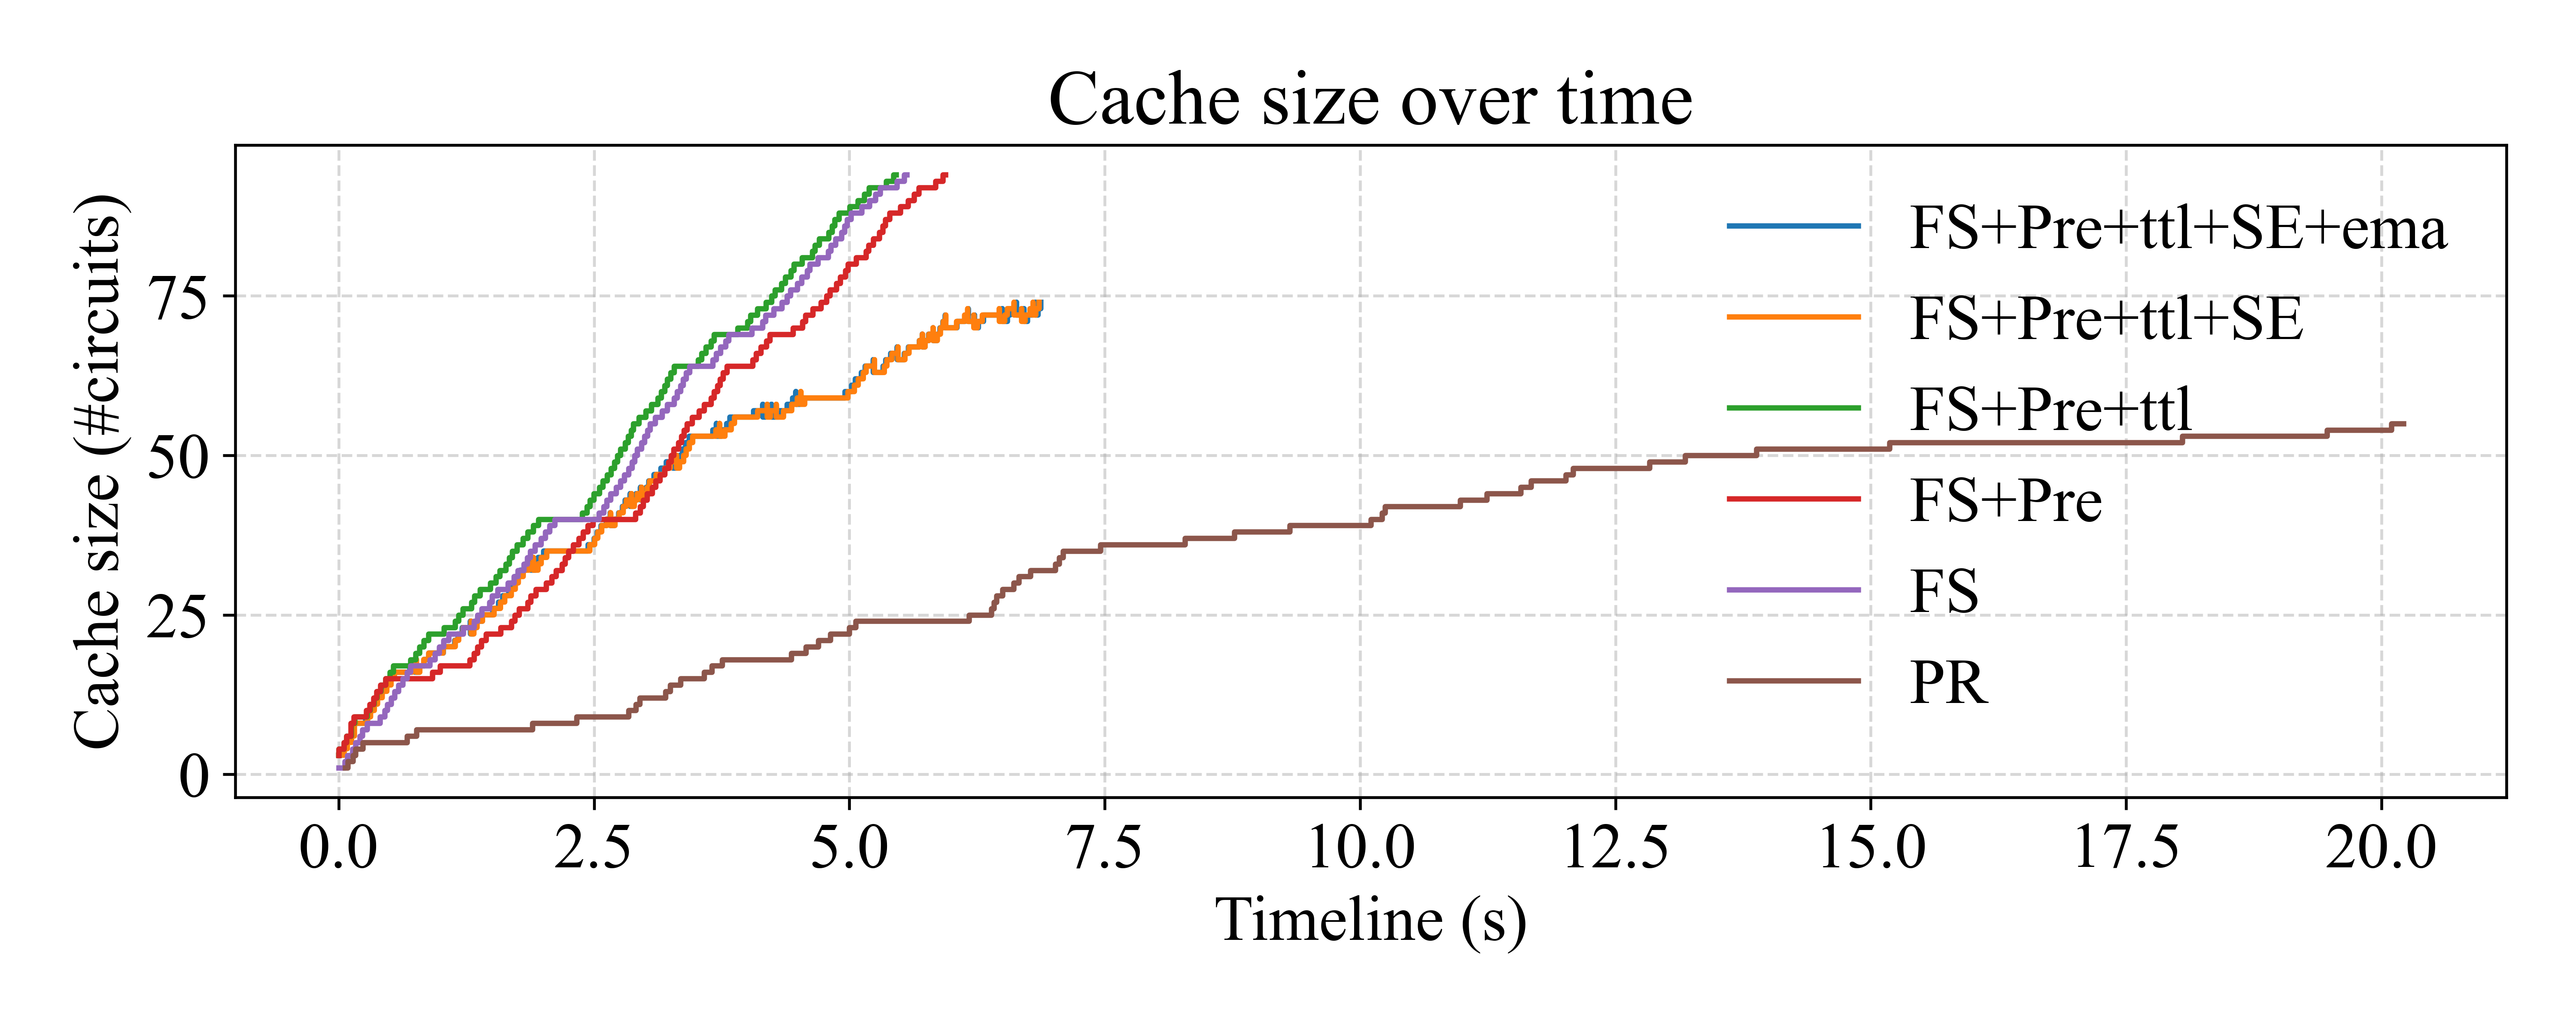 Cache size over time
Cache size (#circuits)
75
50
25
0
0.0 2.5 5.0 7.5 10.0 12.5 15.0 17.5 20.0
Timeline (s)
FS+Pre+ttl+SE+ema
FS+Pre+ttl+SE
FS+Pre+ttl
FS+Pre
FS
PR